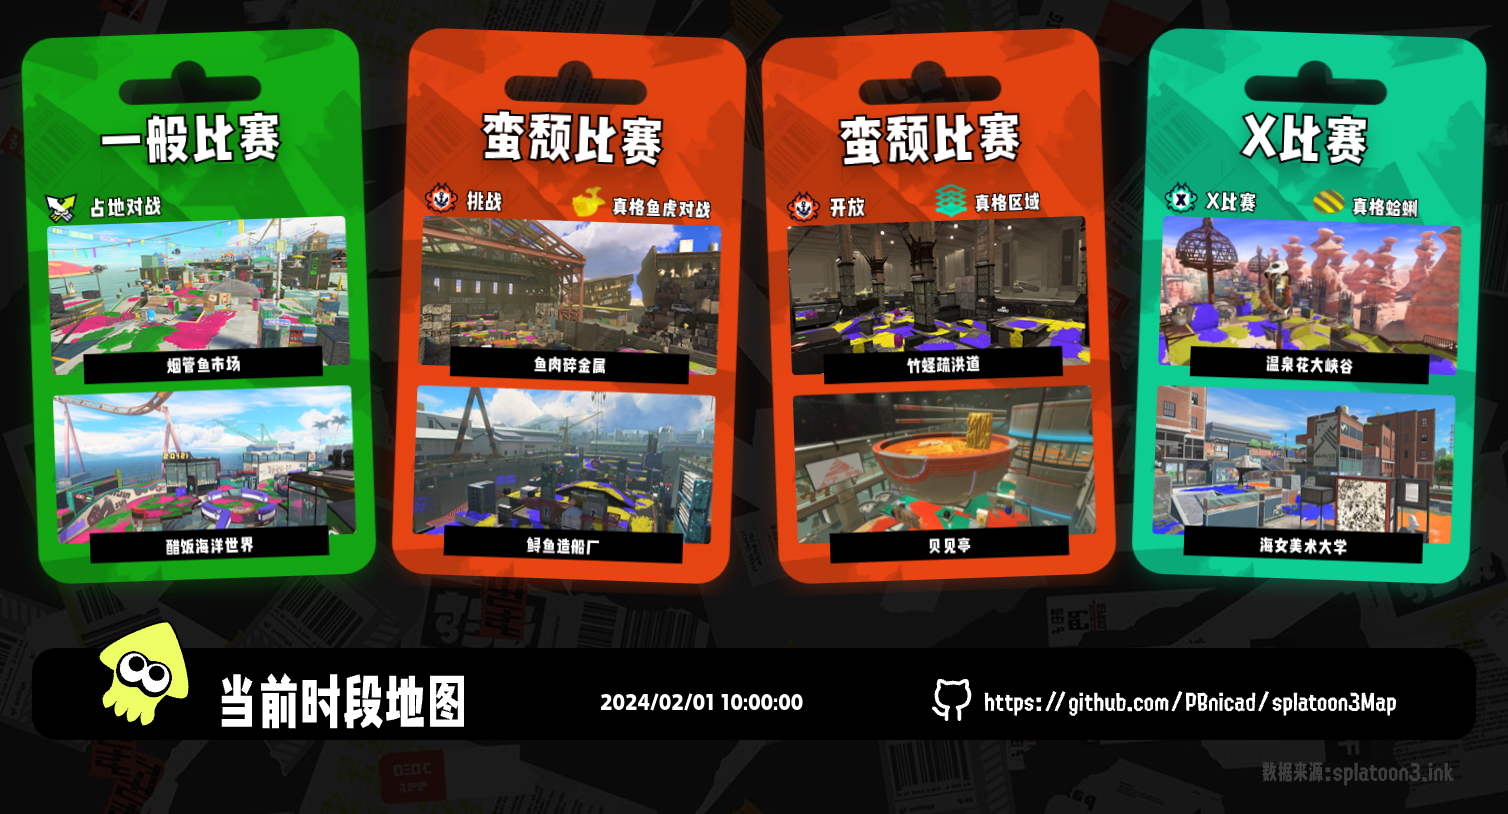 一般比赛
占地对战
烟管鱼市场
醋饭海洋世界
蛮颓比赛
挑战
真格鱼虎对战
鱼肉碎金属
鲟鱼造船厂
蛮颓比赛
开放
真格区域
竹蛏疏洪道
贝见亭
X比赛
X比赛
真格蛤蜊
温泉花大峡谷
海女美术大学
当前时段地图
2024/02/01 10:00:00
https://github.com/PBnicad/splatoon3Map
数据来源:splatoon3.ink